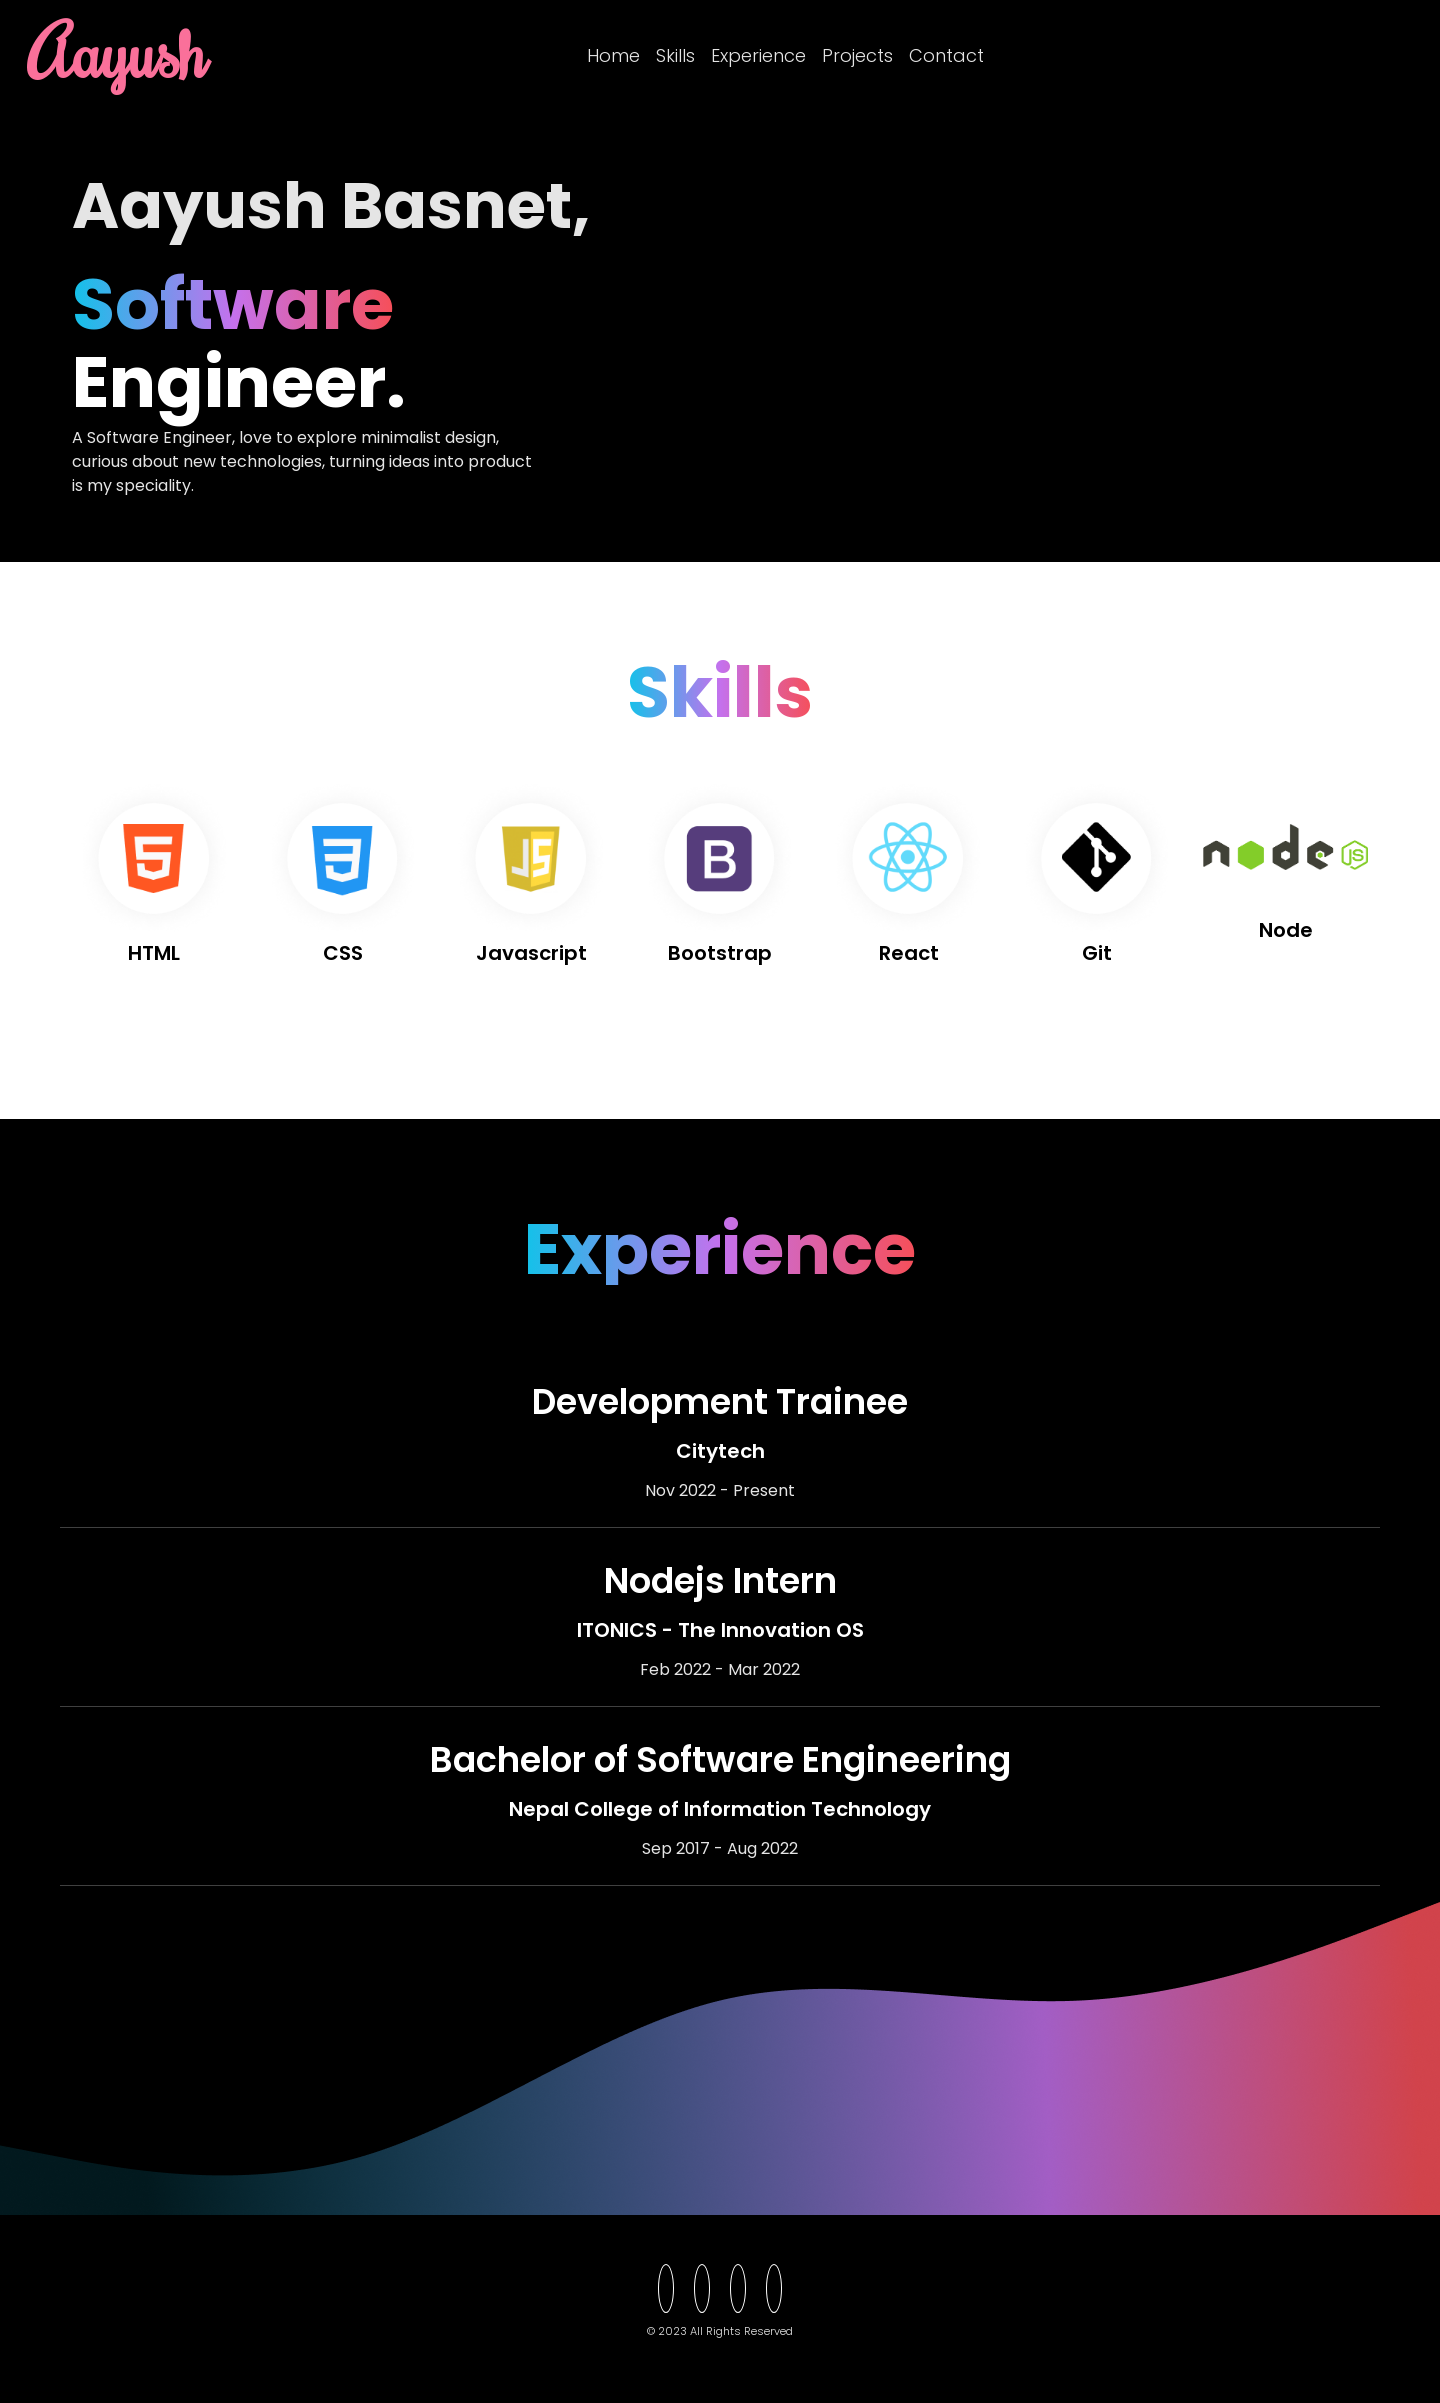 Aayush
Home Skills Experience Projects Contact
Aayush Basnet,
Software
Engineer.
A Software Engineer, love to explore minimalist design,
curious about new technologies, turning ideas into product
is my speciality.
Skills
5
3
JS
B
node JS
HTML
CSS
Javascript
Bootstrap
React
Git
Node
Experience
Development Trainee
Citytech
Nov 2022 - Present
Nodejs Intern
ITONICS - The Innovation OS
Feb 2022 - Mar 2022
Bachelor of Software Engineering
Nepal College of Information Technology
Sep 2017 - Aug 2022
© 2023 All Rights Reserved